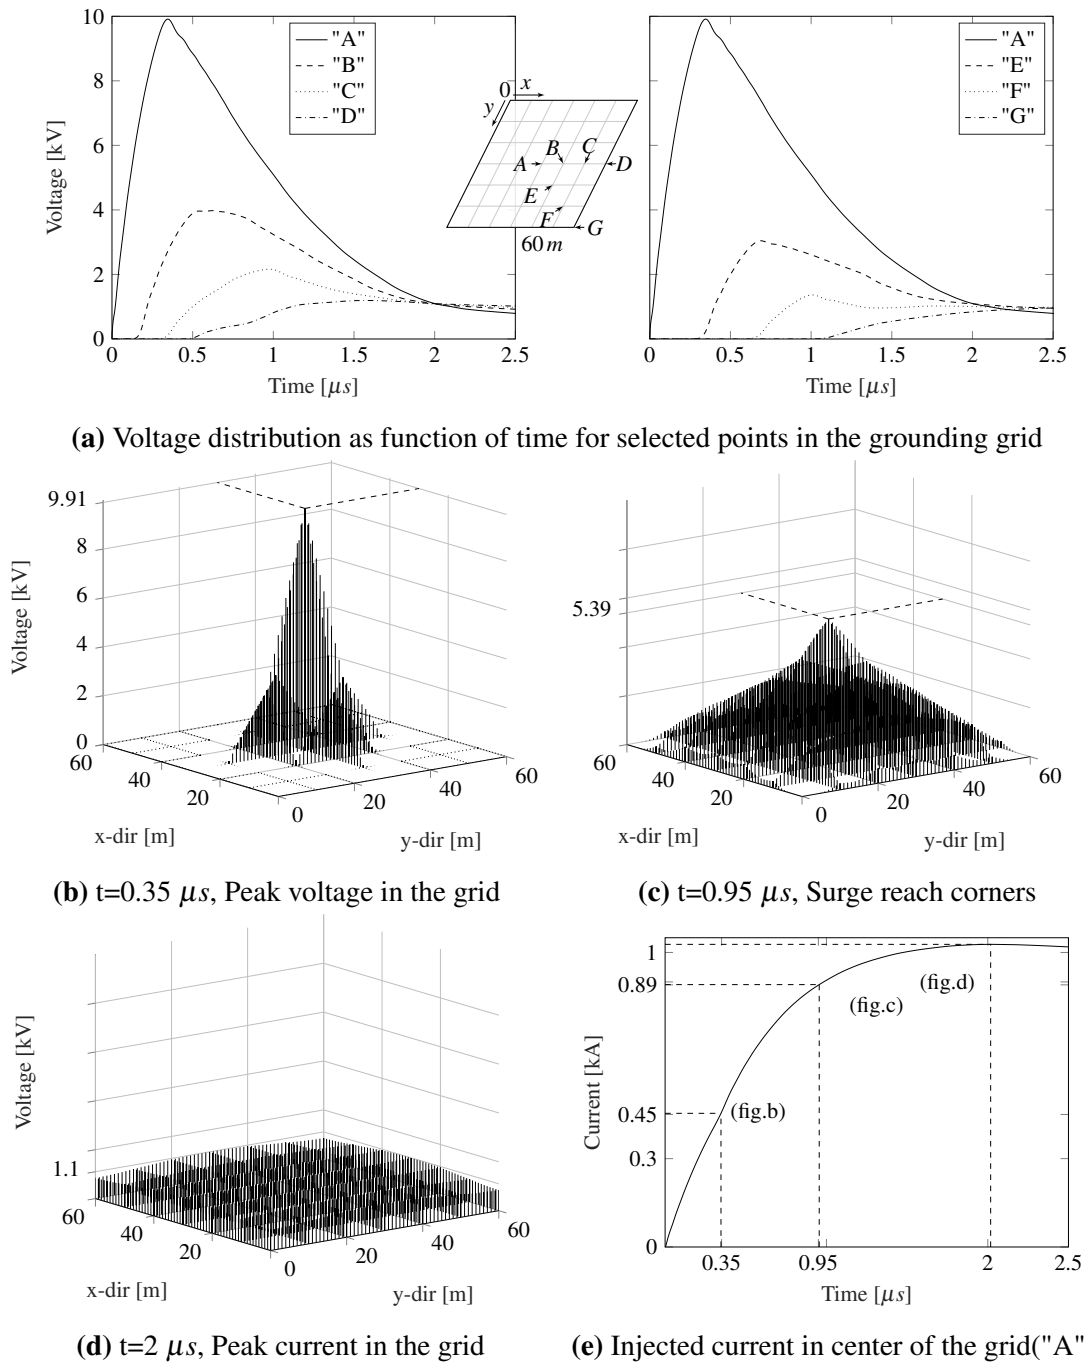 10
8
6
4
2
0
Voltage [kV]
"A"
"B"
"C"
"D"
0 0.5 1 1.5 2 2.5
Time [μs]
0 x
y
A B C D
E
F
G
60 m
"A"
"E"
"F"
"G"
0 0.5 1 1.5 2 2.5
Time [μs]
(a) Voltage distribution as function of time for selected points in the grounding grid
9.91
8
6
4
2
0
Voltage [kV]
60 40 20
x-dir [m]
0 20 40 60
y-dir [m]
5.39
60 40 20
x-dir [m]
0 20 40 60
y-dir [m]
(b) t=0.35 μs, Peak voltage in the grid
(c) t=0.95 μs, Surge reach corners
Voltage [kV]
1.1
60 40 20
x-dir [m]
0 20 40 60
y-dir [m]
1
0.89
0.45
0.3
0
Current [kA]
(fig.d)
(fig.c)
(fig.b)
0.35 0.95 2 2.5
Time [μs]
(d) t=2 μs, Peak current in the grid
(e) Injected current in center of the grid("A"